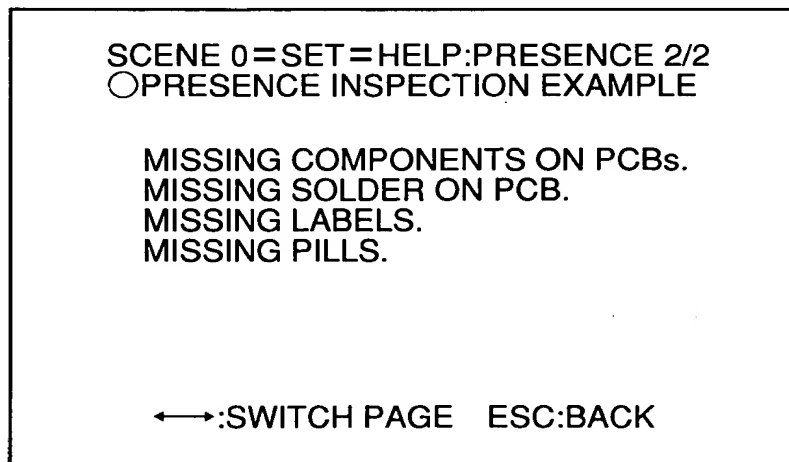 SCENE 0=SET=HELP:PRESENCE 2/2
○PRESENCE INSPECTION EXAMPLE
MISSING COMPONENTS ON PCBs.
MISSING SOLDER ON PCB.
MISSING LABELS.
MISSING PILLS.
←→:SWITCH PAGE ESC:BACK